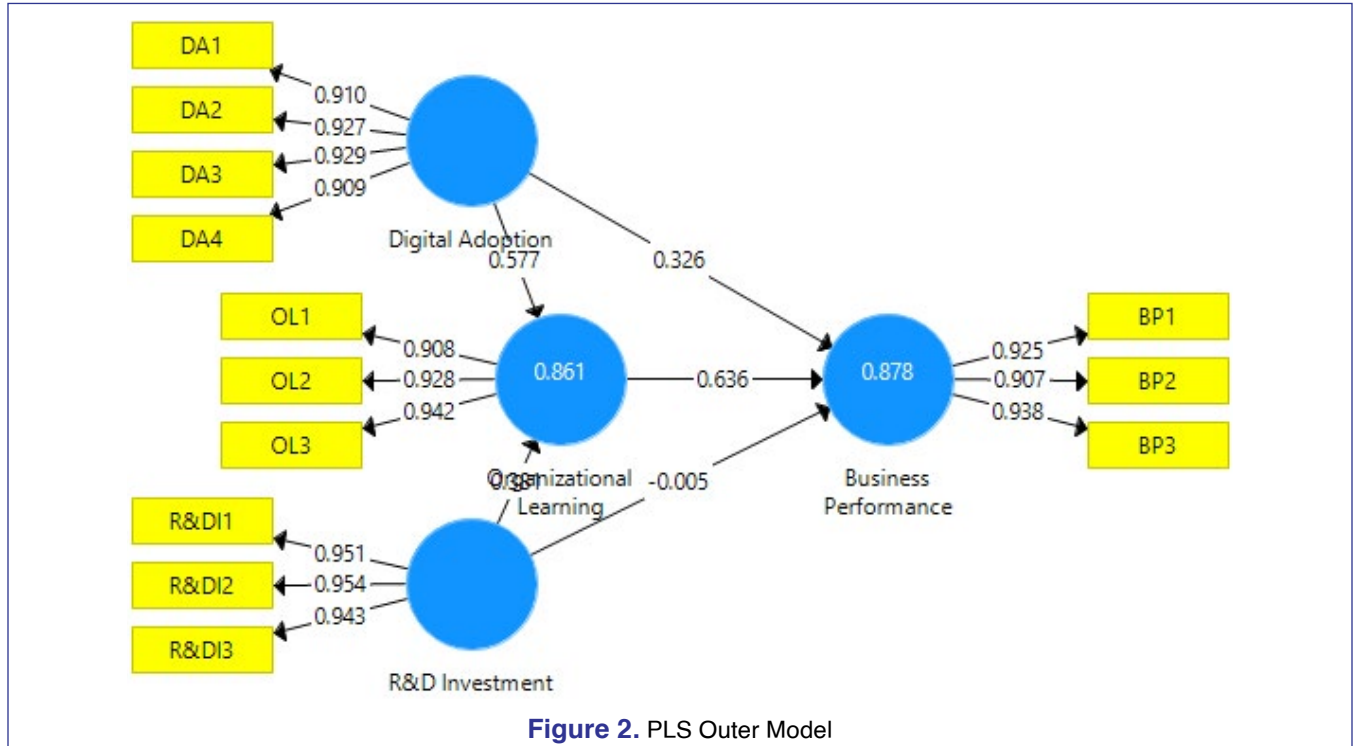 DA1
0.910
DA2
0.927
DA3
0.929
0.909
DA4
Digital Adoption
0.577
0.326
OL1
0.908
OL2
0.928
OL3
0.942
0.861
0.636
0.878
BP1
0.925
BP2
0.907
BP3
0.938
Organizational
Learning
-0.005
Business
Performance
R&DI1
0.951
R&DI2
0.954
R&DI3
0.943
R&D Investment
Figure 2. PLS Outer Model